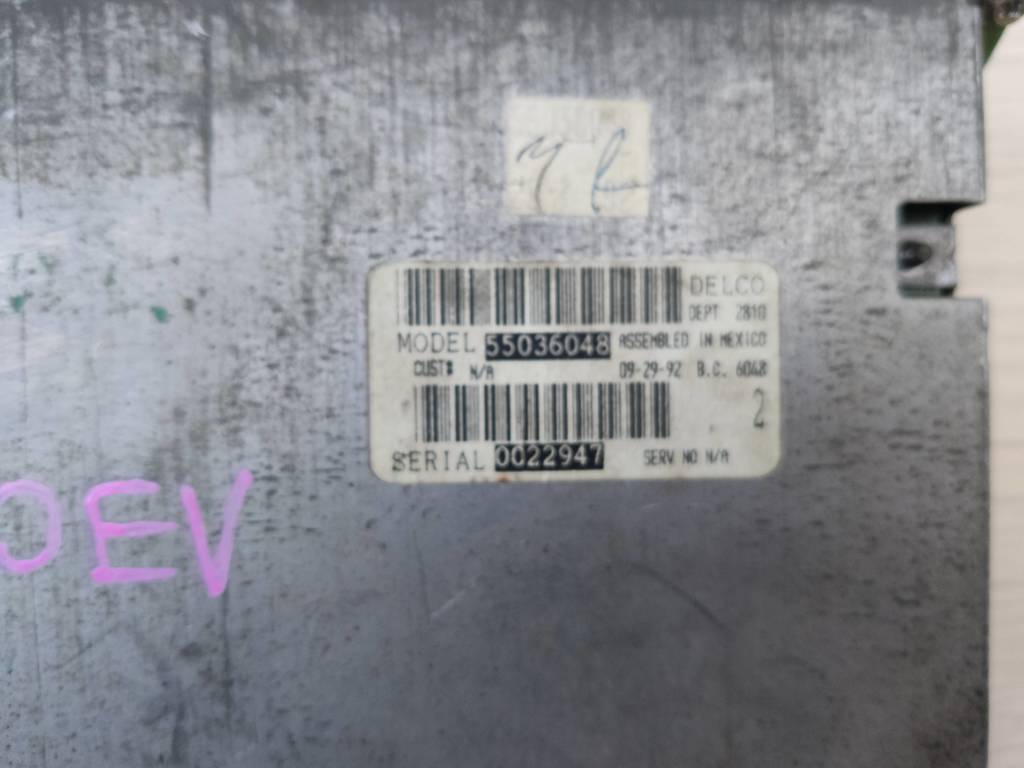 DELCO
DEPT 2810
MODEL 55036048 ASSEMBLED IN MEXICO
CUST# N/A 09-29-92 B.C. 6048
2
SERIAL 0022947 SERV NO N/A
OEV